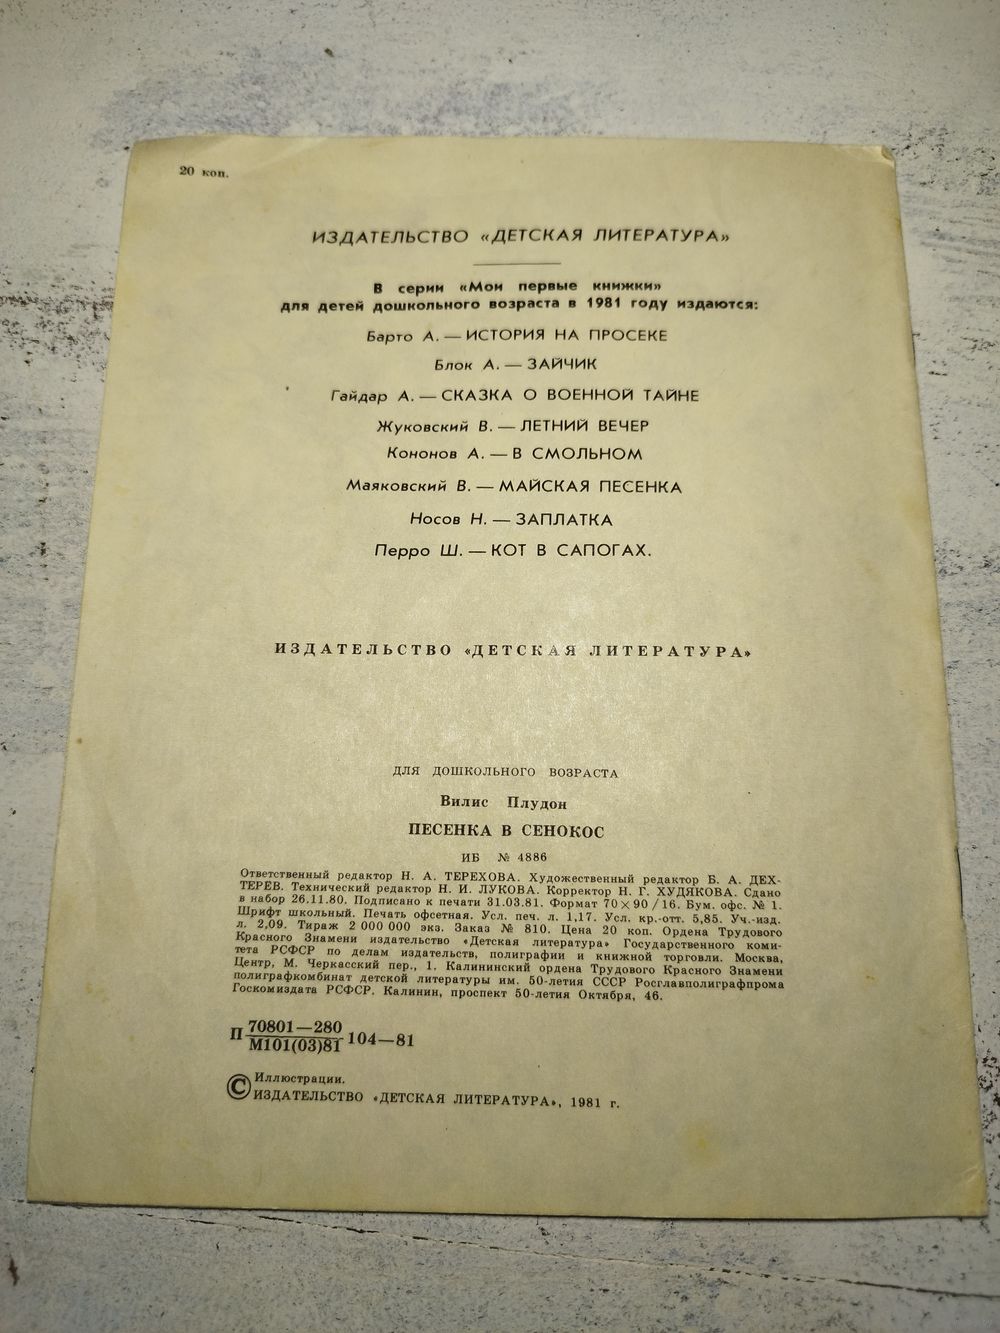 20 коп.
ИЗДАТЕЛЬСТВО «ДЕТСКАЯ ЛИТЕРАТУРА»
В серии «Мои первые книжки»
для детей дошкольного возраста в 1981 году издаются:
Барто А. — ИСТОРИЯ НА ПРОСЕКЕ
Блок А. — ЗАЙЧИК
Гайдар А. — СКАЗКА О ВОЕННОЙ ТАЙНЕ
Жуковский В. — ЛЕТНИЙ ВЕЧЕР
Кононов А. — В СМОЛЬНОМ
Маяковский В. — МАЙСКАЯ ПЕСЕНКА
Носов Н. — ЗАПЛАТКА
Перро Ш. — КОТ В САПОГАХ.
ИЗДАТЕЛЬСТВО «ДЕТСКАЯ ЛИТЕРАТУРА»
ДЛЯ ДОШКОЛЬНОГО ВОЗРАСТА
Вилис Плудон
ПЕСЕНКА В СЕНОКОС
ИБ № 4886
Ответственный редактор Н. А. ТЕРЕХОВА. Художественный редактор Б. А. ДЕХ-
ТЕРЕВ. Технический редактор Н. И. ЛУКОВА. Корректор Н. Г. ХУДЯКОВА. Сдано
в набор 26.11.80. Подписано к печати 31.03.81. Формат 70×90/16. Бум. офс. № 1.
Шрифт школьный. Печать офсетная. Усл. печ. л. 1,17. Усл. кр.-отт. 5,85. Уч.-изд.
л. 2,09. Тираж 2 000 000 экз. Заказ № 810. Цена 20 коп. Ордена Трудового
Красного Знамени издательство «Детская литература» Государственного коми-
тета РСФСР по делам издательств, полиграфии и книжной торговли. Москва,
Центр, М. Черкасский пер., 1. Калининский ордена Трудового Красного Знамени
полиграфкомбинат детской литературы им. 50-летия СССР Росглавполиграфпрома
Госкомиздата РСФСР. Калинин, проспект 50-летия Октября, 46.
П 70801—280
М101(03)81 104—81
© Иллюстрации.
ИЗДАТЕЛЬСТВО «ДЕТСКАЯ ЛИТЕРАТУРА», 1981 г.